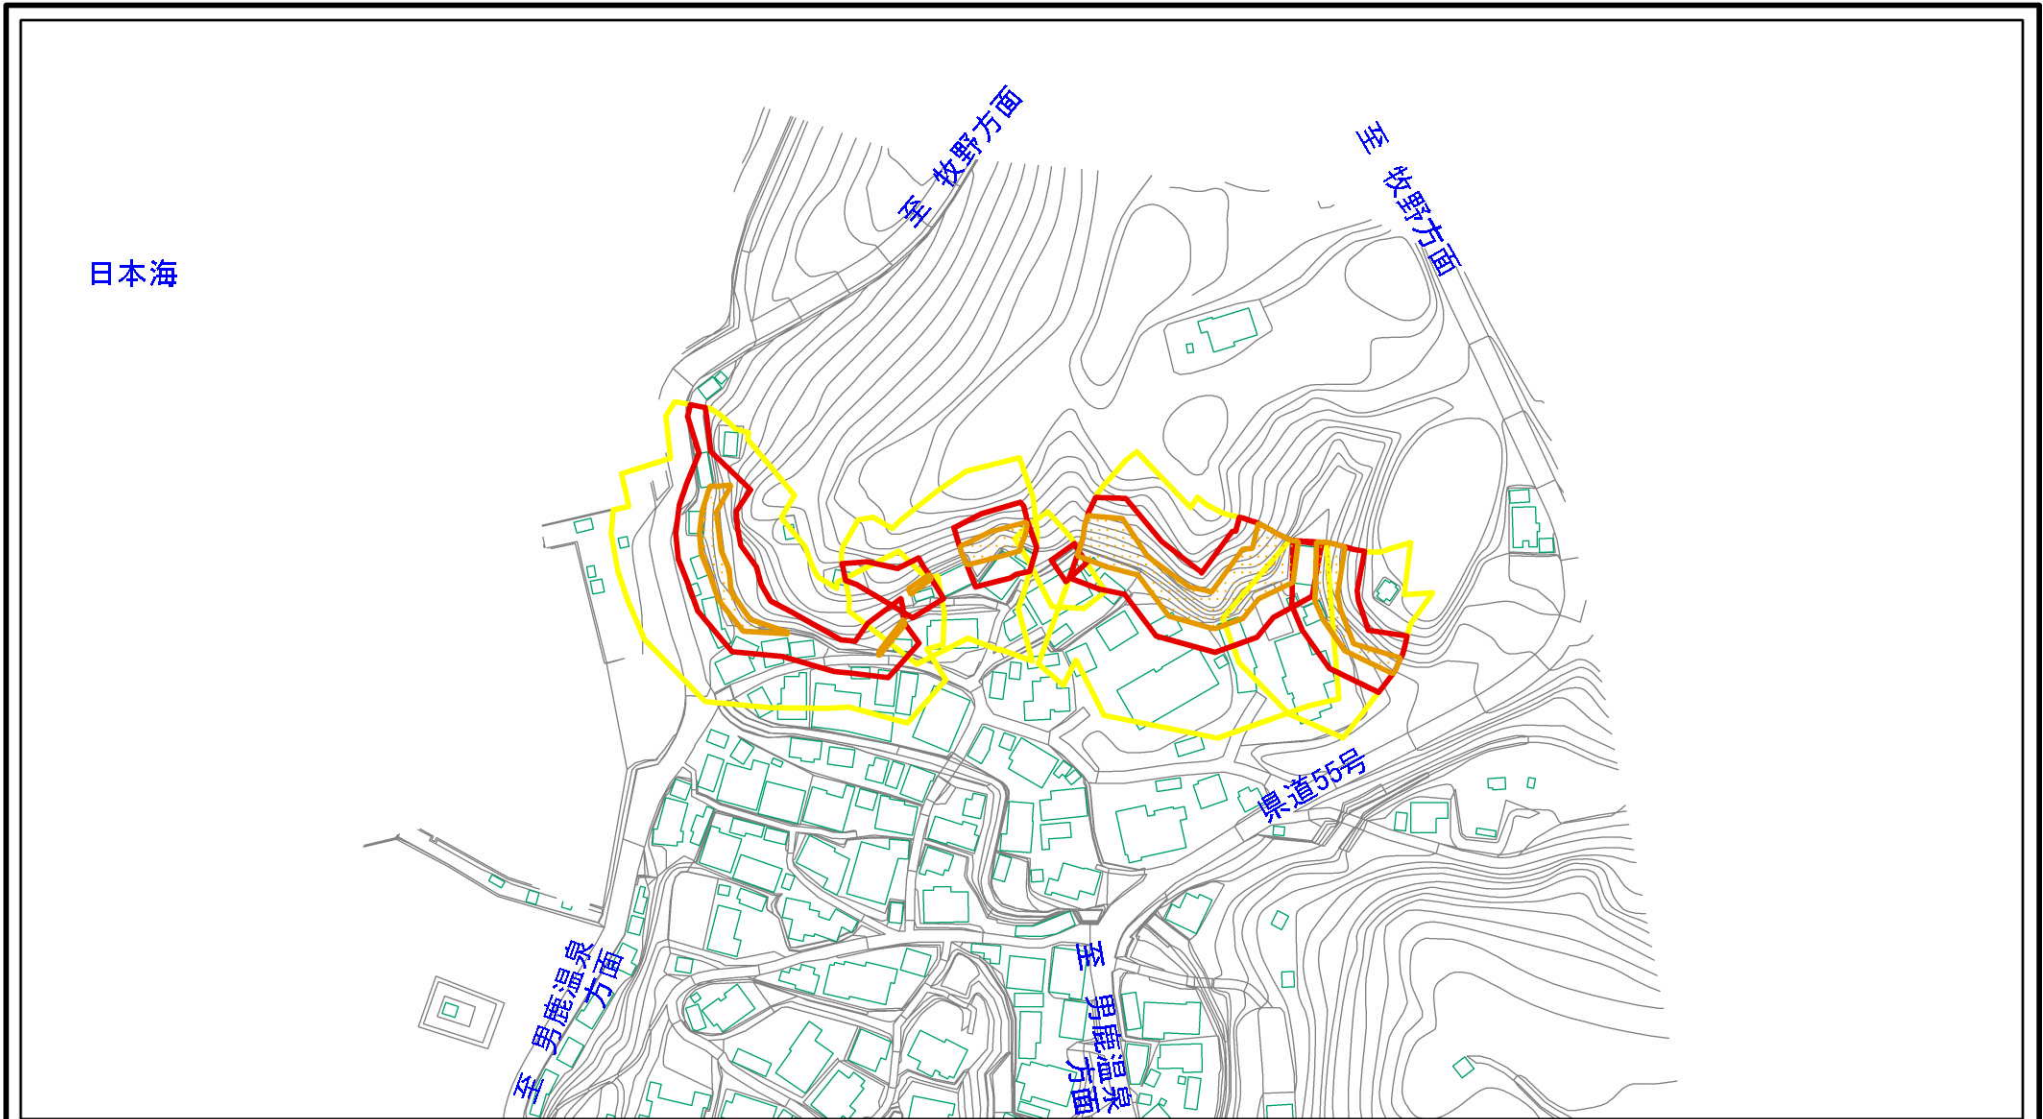 至 牧野方面
至 牧野方面
日本海
県道55号
至 男鹿温泉
方面
至 男鹿温泉
方面